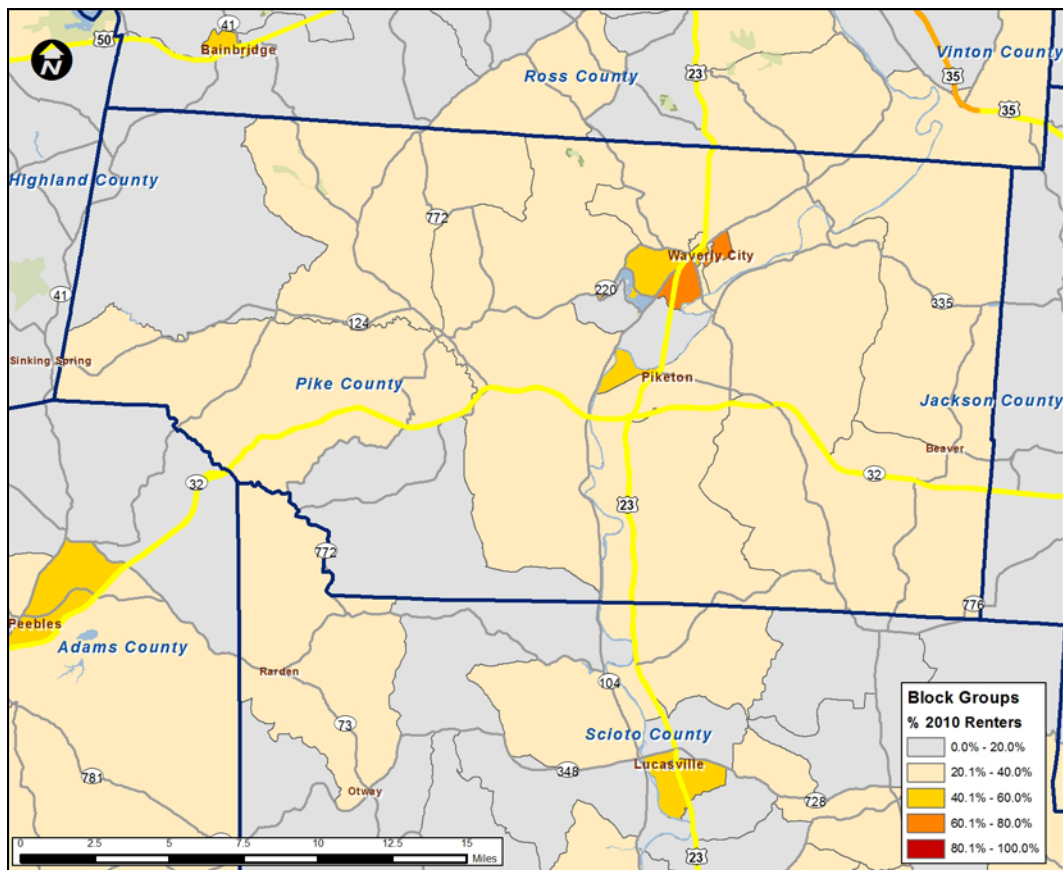 41
50
Bainbridge
N
Ross County
23
Vinton County
35
35
Highland County
772
Waverly City
41
220
335
124
Sinking Spring
Pike County
Piketon
Jackson County
Beaver
32
32
23
772
776
Peebles
Adams County
Rarden
104
73
Scioto County
Lucasville
348
781
Otway
728
23
Block Groups
% 2010 Renters
0.0% - 20.0%
20.1% - 40.0%
40.1% - 60.0%
60.1% - 80.0%
80.1% - 100.0%
0 2.5 5 7.5 10 15
Miles